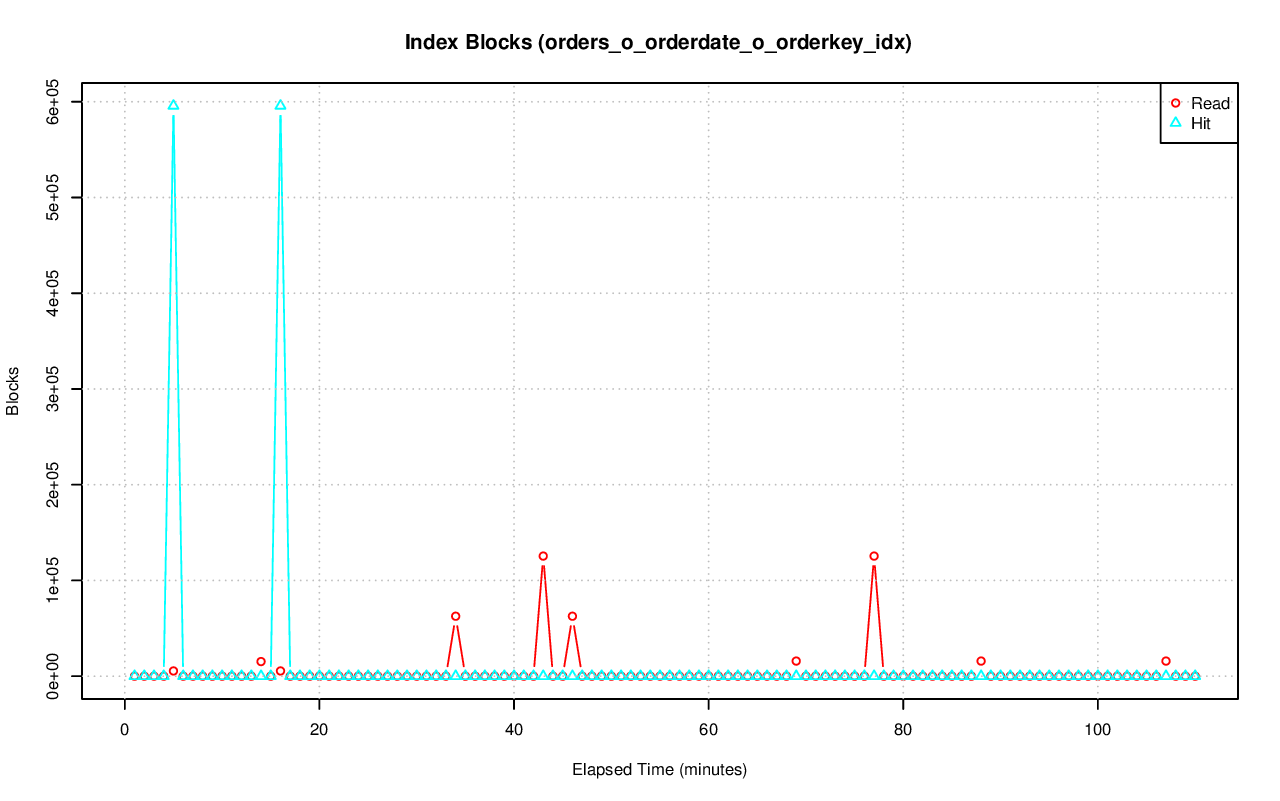 Index Blocks (orders_o_orderdate_o_orderkey_idx)
Read
Hit
6e+05
5e+05
4e+05
3e+05
2e+05
1e+05
0e+00
Blocks
0 20 40 60 80 100
Elapsed Time (minutes)